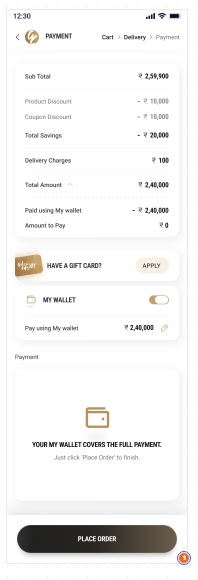 12:30
PAYMENT
Cart > Delivery > Payment
Sub Total ₹ 2,59,900
Product Discount - ₹ 10,000
Coupon Discount - ₹ 10,000
Total Savings - ₹ 20,000
Delivery Charges ₹ 100
Total Amount ₹ 2,40,000
Paid using My wallet - ₹ 2,40,000
Amount to Pay ₹ 0
HAVE A GIFT CARD? APPLY
MY WALLET
Pay using My wallet ₹ 2,40,000
Payment
YOUR MY WALLET COVERS THE FULL PAYMENT.
Just click 'Place Order' to finish.
PLACE ORDER
1